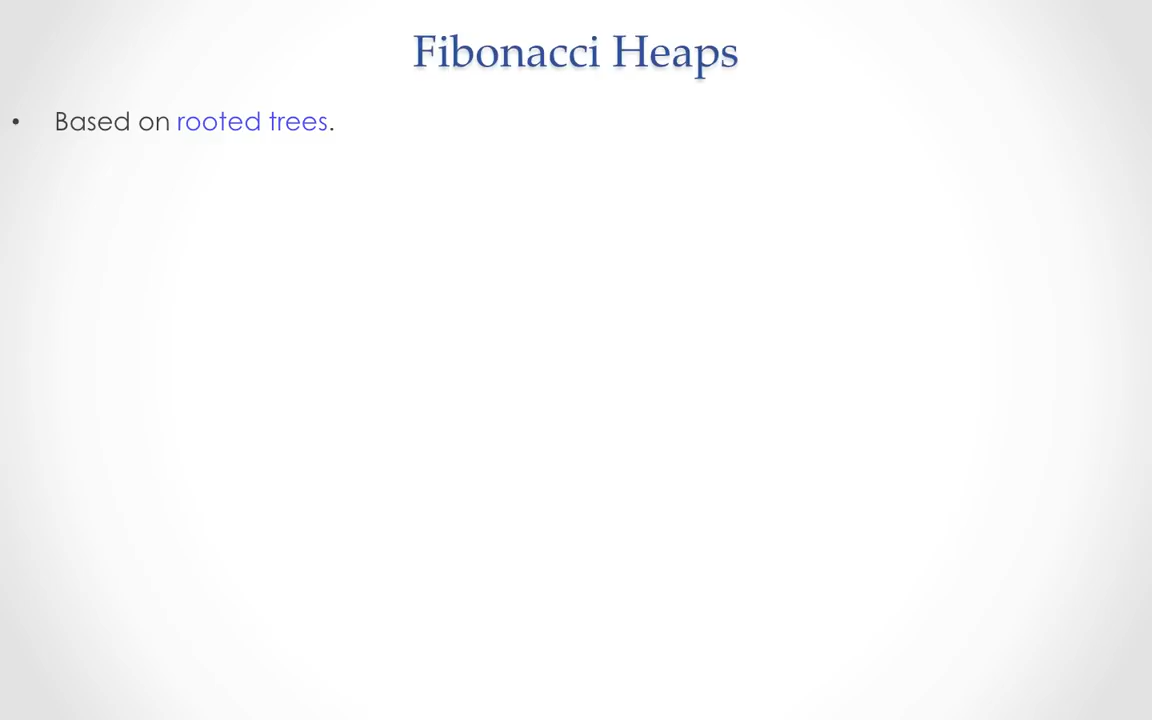 Fibonacci Heaps
• Based on rooted trees.